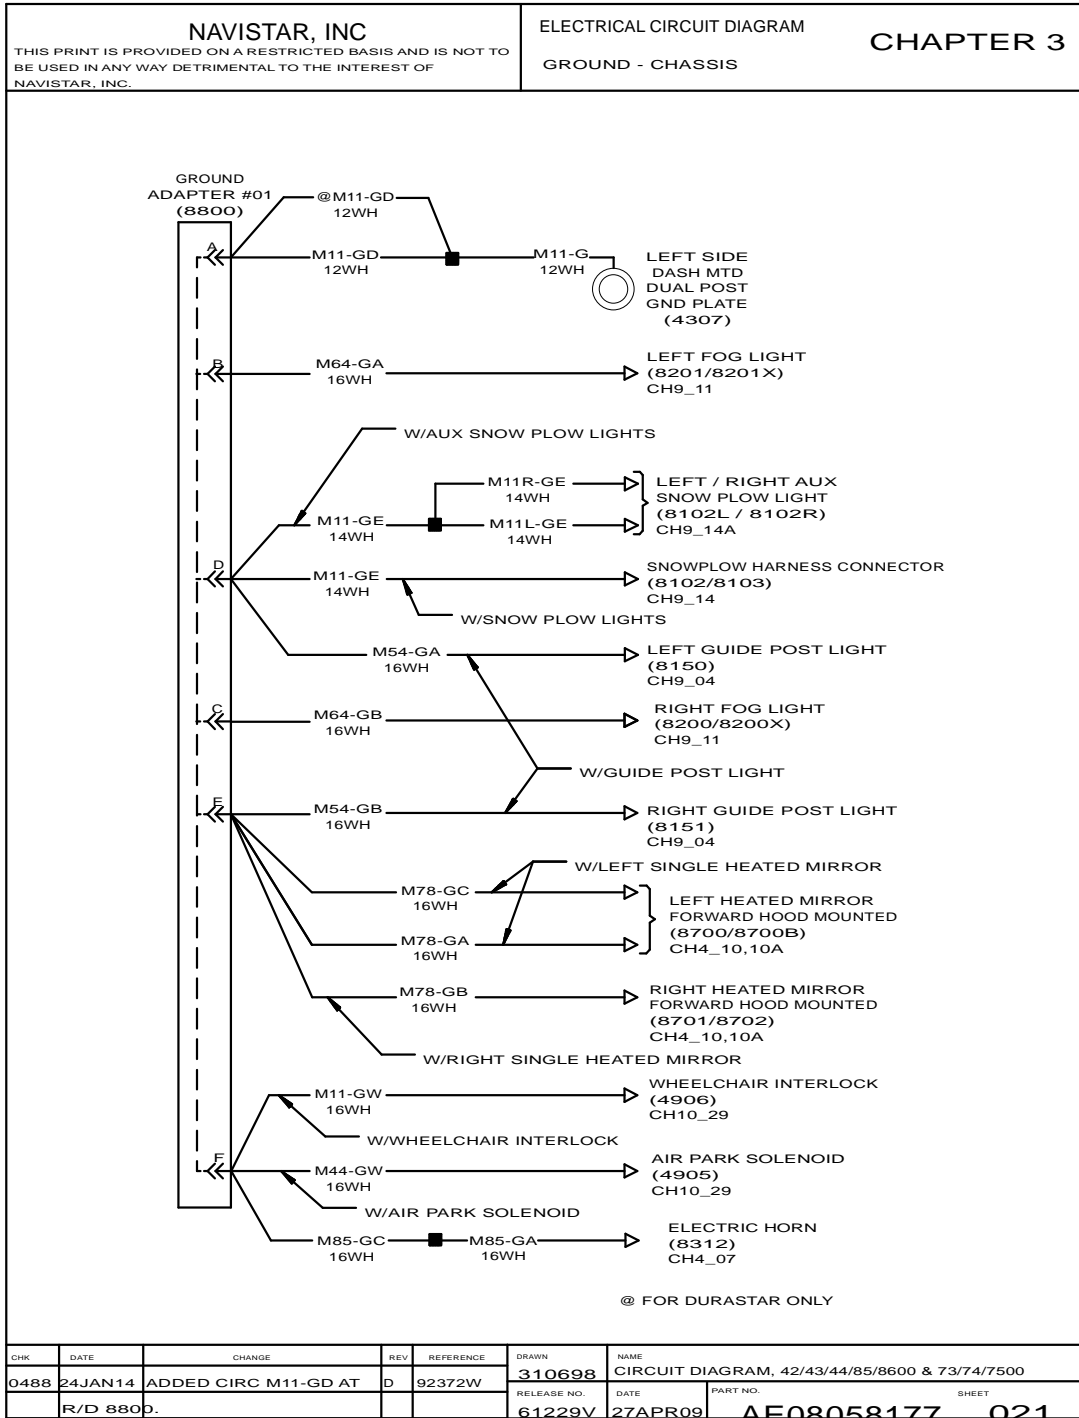 NAVISTAR, INC
THIS PRINT IS PROVIDED ON A RESTRICTED BASIS AND IS NOT TO
BE USED IN ANY WAY DETRIMENTAL TO THE INTEREST OF
NAVISTAR, INC.
ELECTRICAL CIRCUIT DIAGRAM
GROUND - CHASSIS
CHAPTER 3
GROUND
ADAPTER #01
(8800)
@M11-GD
12WH
A
M11-GD
12WH
M11-G
12WH
LEFT SIDE
DASH MTD
DUAL POST
GND PLATE
(4307)
B
M64-GA
16WH
LEFT FOG LIGHT
(8201/8201X)
CH9_11
W/AUX SNOW PLOW LIGHTS
M11R-GE
14WH
M11-GE
14WH
M11L-GE
14WH
LEFT / RIGHT AUX
SNOW PLOW LIGHT
(8102L / 8102R)
CH9_14A
D
M11-GE
14WH
SNOWPLOW HARNESS CONNECTOR
(8102/8103)
CH9_14
W/SNOW PLOW LIGHTS
M54-GA
16WH
LEFT GUIDE POST LIGHT
(8150)
CH9_04
C
M64-GB
16WH
RIGHT FOG LIGHT
(8200/8200X)
CH9_11
W/GUIDE POST LIGHT
E
M54-GB
16WH
RIGHT GUIDE POST LIGHT
(8151)
CH9_04
W/LEFT SINGLE HEATED MIRROR
M78-GC
16WH
M78-GA
16WH
LEFT HEATED MIRROR
FORWARD HOOD MOUNTED
(8700/8700B)
CH4_10,10A
M78-GB
16WH
RIGHT HEATED MIRROR
FORWARD HOOD MOUNTED
(8701/8702)
CH4_10,10A
W/RIGHT SINGLE HEATED MIRROR
M11-GW
16WH
WHEELCHAIR INTERLOCK
(4906)
CH10_29
W/WHEELCHAIR INTERLOCK
F
M44-GW
16WH
AIR PARK SOLENOID
(4905)
CH10_29
W/AIR PARK SOLENOID
M85-GC
16WH
M85-GA
16WH
ELECTRIC HORN
(8312)
CH4_07
@ FOR DURASTAR ONLY
CHK DATE CHANGE REV REFERENCE
0488 24JAN14 ADDED CIRC M11-GD AT D 92372W
R/D 8800.
DRAWN
310698
NAME
CIRCUIT DIAGRAM, 42/43/44/85/8600 & 73/74/7500
RELEASE NO.
61229V
DATE
27APR09
PART NO.
AE08058177
SHEET
021